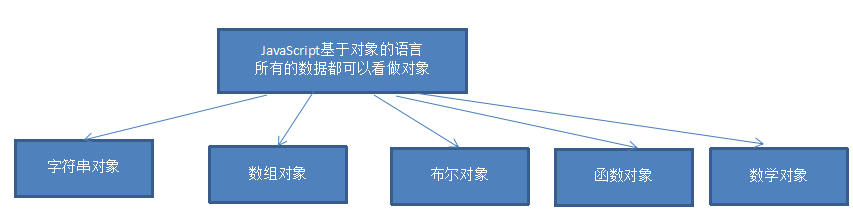 JavaScript基于对象的语言
所有的数据都可以看做对象
字符串对象
数组对象
布尔对象
函数对象
数学对象